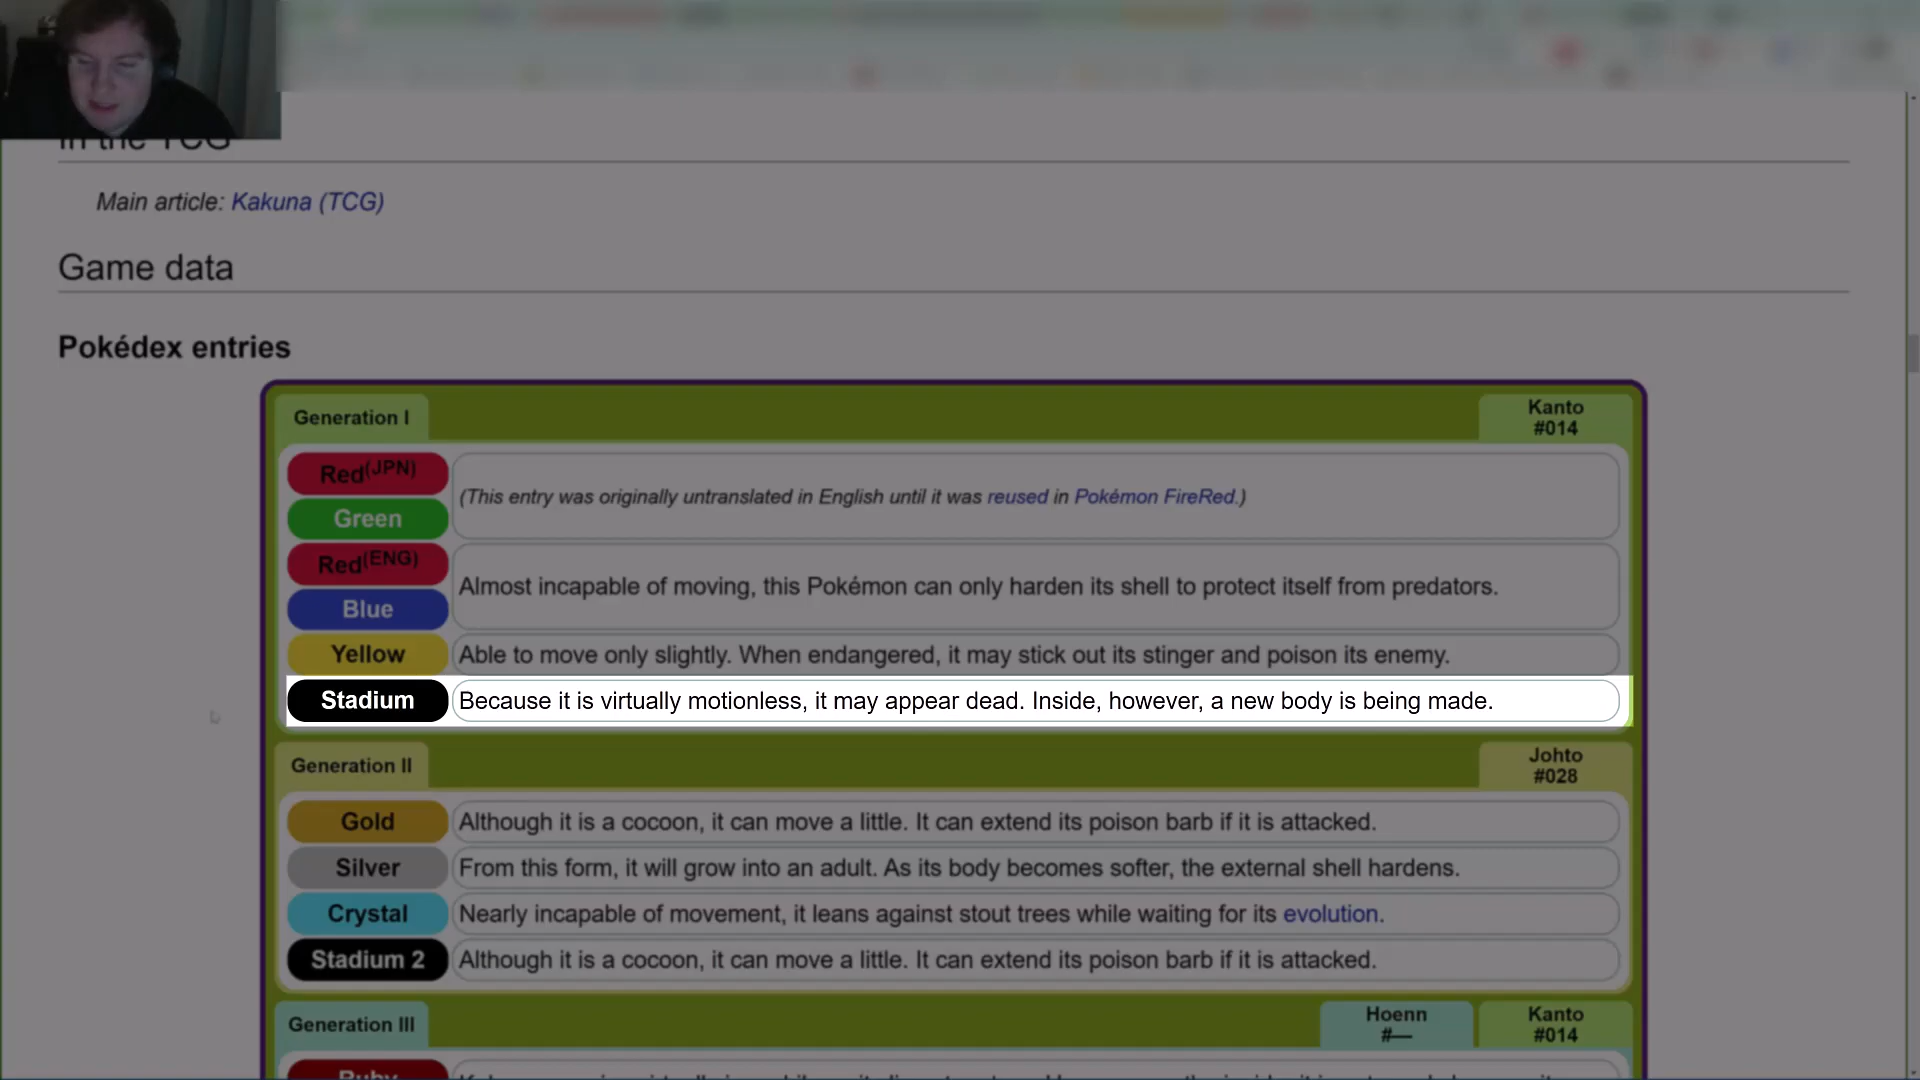 In the TCG
Main article: Kakuna (TCG)
Game data
Pokédex entries
Generation I
Kanto
#014
Red(JPN)
Green
(This entry was originally untranslated in English until it was reused in Pokémon FireRed.)
Red(ENG)
Blue
Almost incapable of moving, this Pokémon can only harden its shell to protect itself from predators.
Yellow
Able to move only slightly. When endangered, it may stick out its stinger and poison its enemy.
Stadium
Because it is virtually motionless, it may appear dead. Inside, however, a new body is being made.
Generation II
Johto
#028
Gold
Although it is a cocoon, it can move a little. It can extend its poison barb if it is attacked.
Silver
From this form, it will grow into an adult. As its body becomes softer, the external shell hardens.
Crystal
Nearly incapable of movement, it leans against stout trees while waiting for its evolution.
Stadium 2
Although it is a cocoon, it can move a little. It can extend its poison barb if it is attacked.
Generation III
Hoenn
#—
Kanto
#014
Ruby